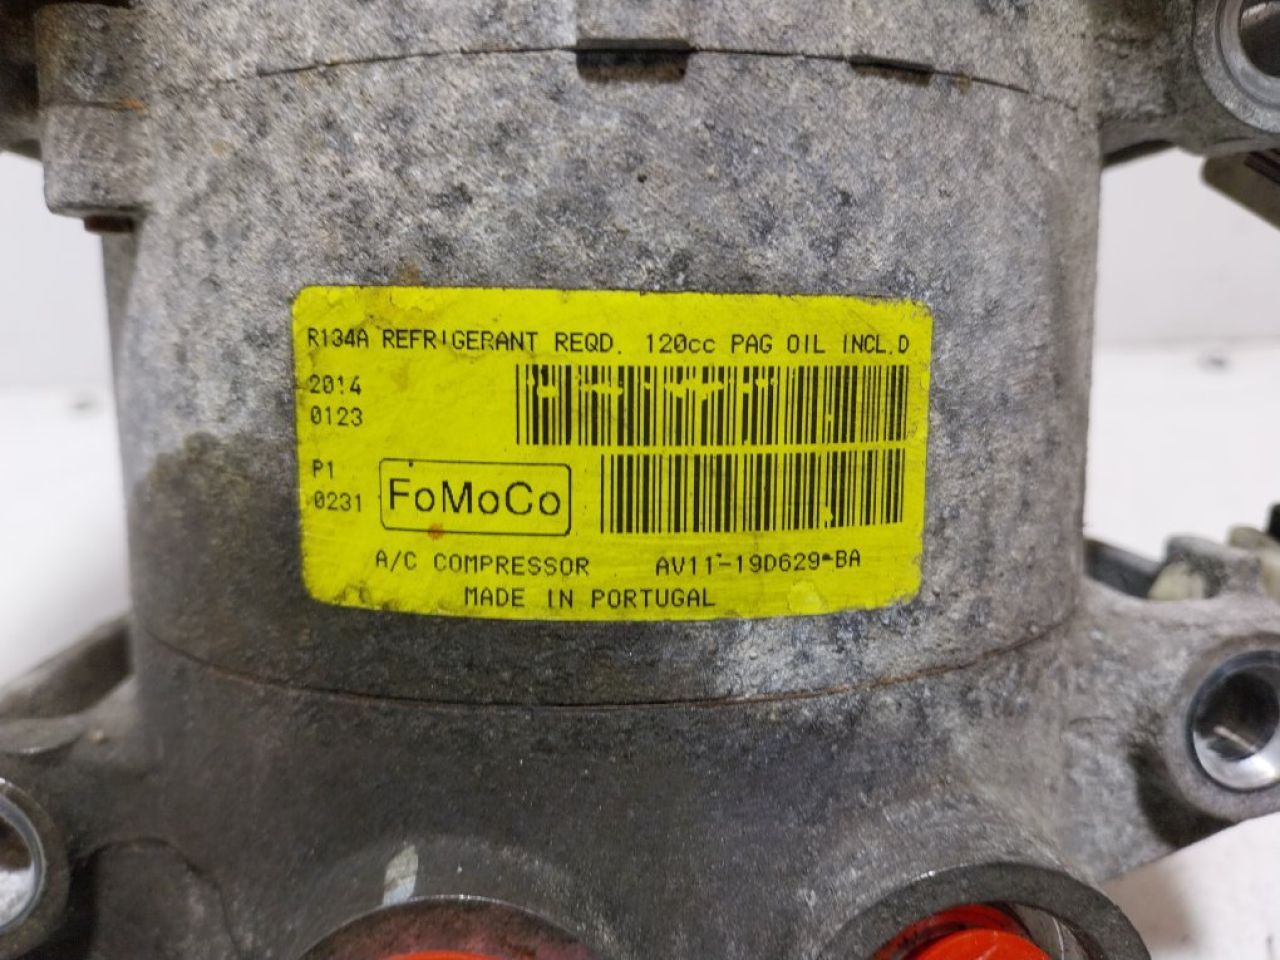 R134A REFRIGERANT REQD. 120cc PAG OIL INCL.D
2014
0123
P1
0231
FoMoCo
A/C COMPRESSOR AV11-19D629-BA
MADE IN PORTUGAL